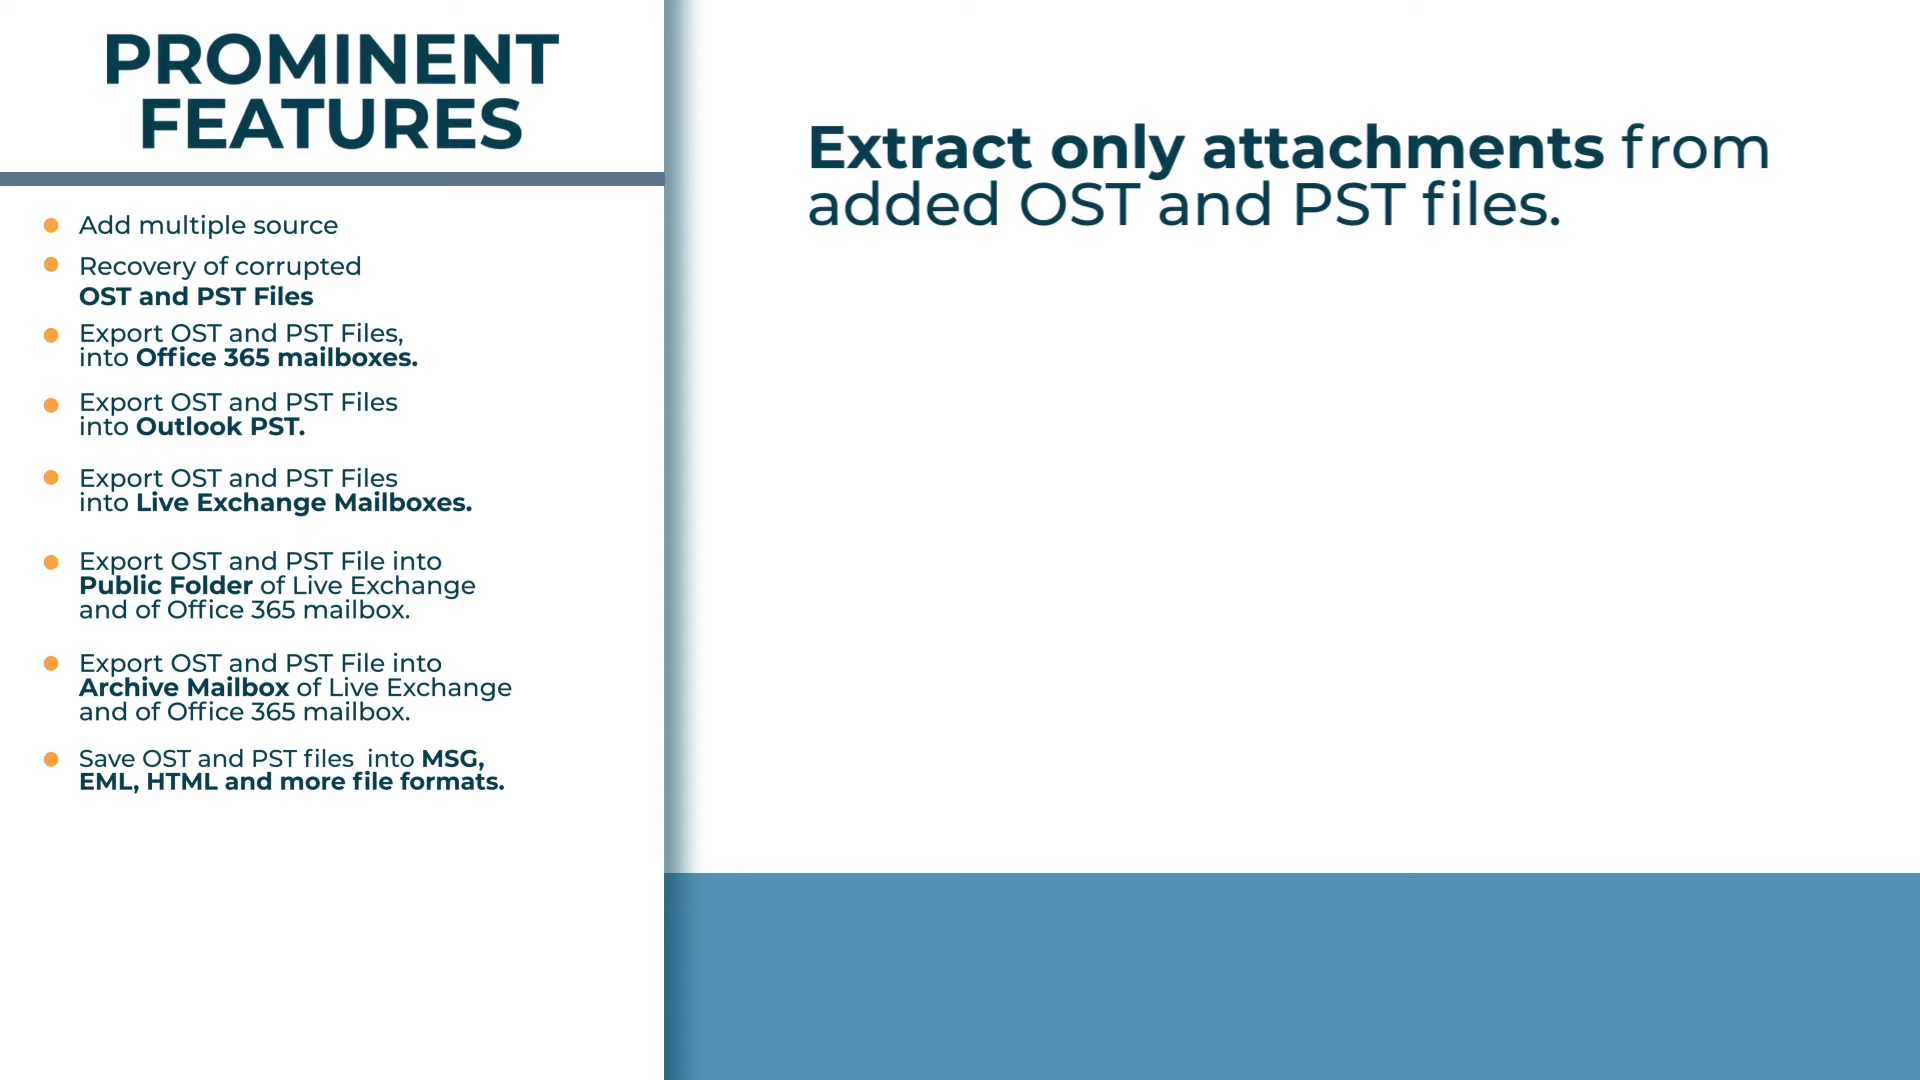 PROMINENT
FEATURES
Add multiple source
Recovery of corrupted
OST and PST Files
Export OST and PST Files,
into Office 365 mailboxes.
Export OST and PST Files
into Outlook PST.
Export OST and PST Files
into Live Exchange Mailboxes.
Export OST and PST File into
Public Folder of Live Exchange
and of Office 365 mailbox.
Export OST and PST File into
Archive Mailbox of Live Exchange
and of Office 365 mailbox.
Save OST and PST files  into MSG,
EML, HTML and more file formats.
Extract only attachments from
added OST and PST files.